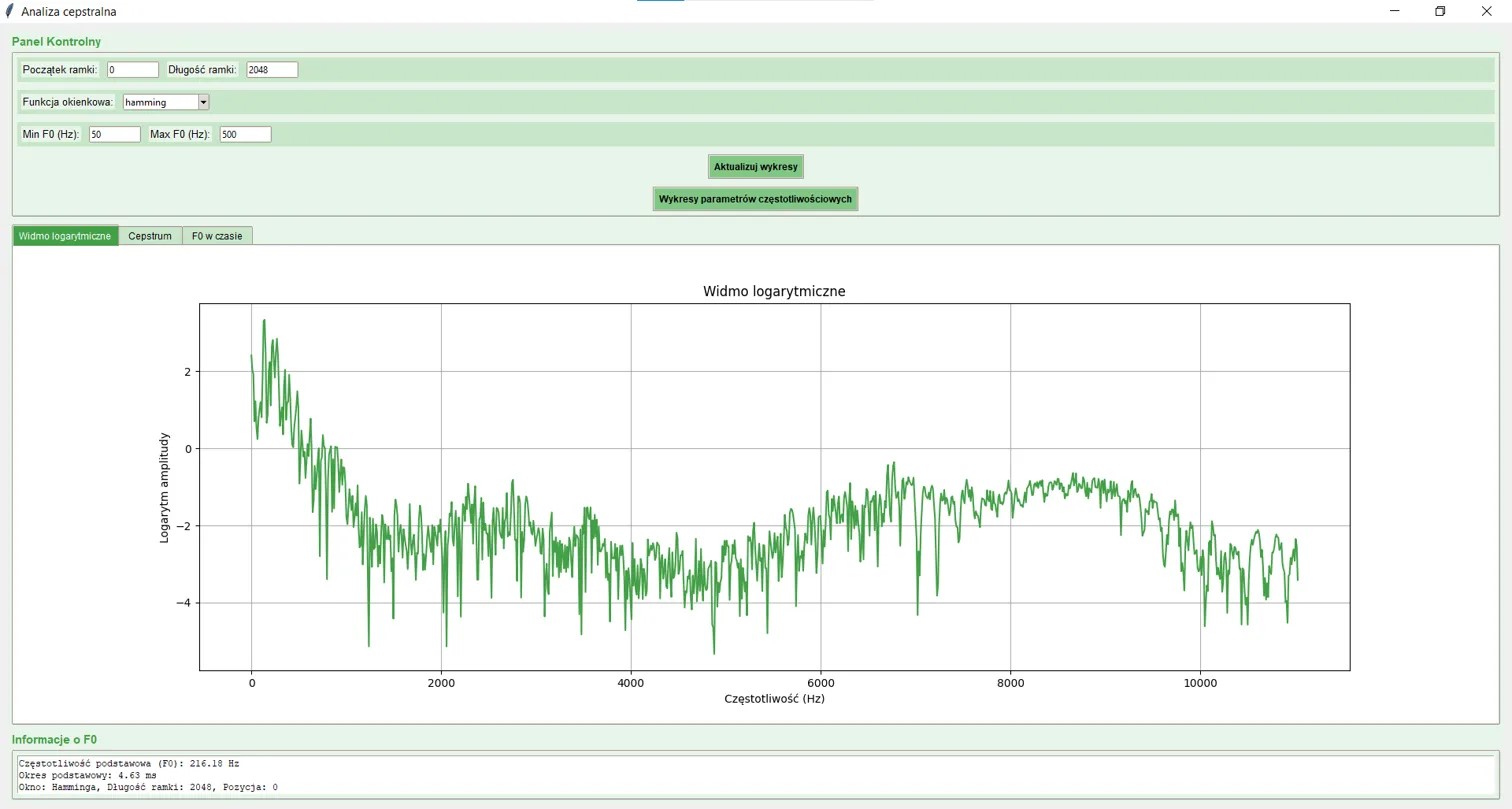 Analiza cepstralna
Panel Kontrolny
Początek ramki: 0 Długość ramki: 2048
Funkcja okienkowa: hamming
Min F0 (Hz): 50 Max F0 (Hz): 500
Aktualizuj wykresy
Wykresy parametrów częstotliwościowych
Widmo logarytmiczne Cepstrum F0 w czasie
Widmo logarytmiczne
Logarytm amplitudy
2
0
−2
−4
0 2000 4000 6000 8000 10000
Częstotliwość (Hz)
Informacje o F0
Częstotliwość podstawowa (F0): 216.18 Hz
Okres podstawowy: 4.63 ms
Okno: Hamminga, Długość ramki: 2048, Pozycja: 0